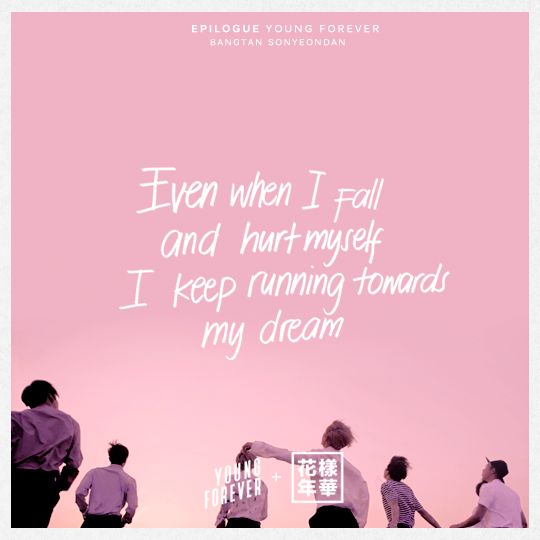 EPILOGUE YOUNG FOREVER
BANGTAN SONYEONDAN
Even when I fall
and hurt myself
I keep running towards
my dream
YOUNG
FOREVER
+
花樣
年華